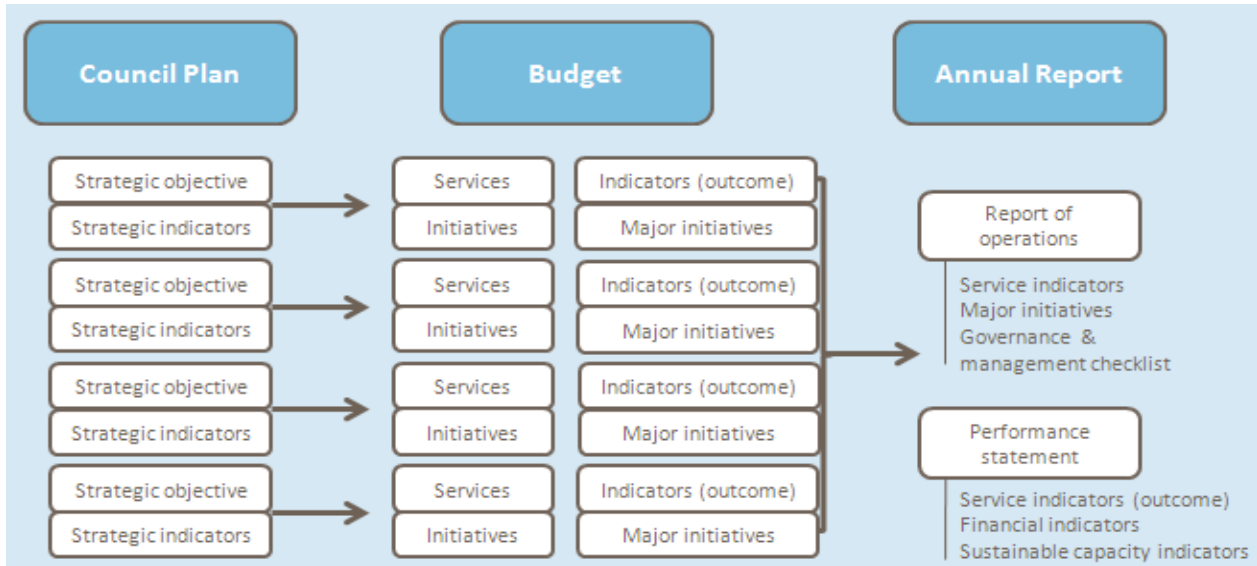 Council Plan
Budget
Annual Report
Strategic objective
Strategic indicators
Strategic objective
Strategic indicators
Strategic objective
Strategic indicators
Strategic objective
Strategic indicators
Services
Initiatives
Services
Initiatives
Services
Initiatives
Services
Initiatives
Indicators (outcome)
Major initiatives
Indicators (outcome)
Major initiatives
Indicators (outcome)
Major initiatives
Indicators (outcome)
Major initiatives
Report of
operations
Service indicators
Major initiatives
Governance &
management checklist
Performance
statement
Service indicators (outcome)
Financial indicators
Sustainable capacity indicators